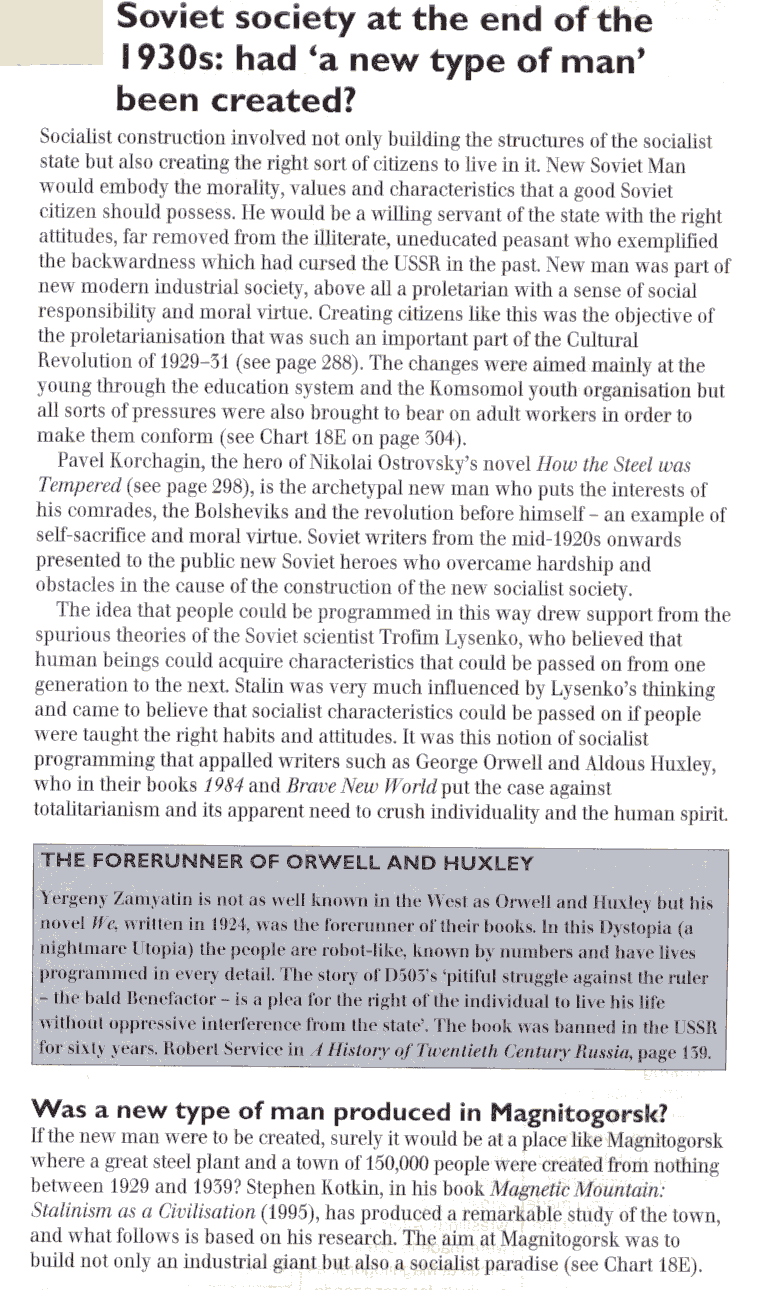 Soviet society at the end of the
1930s: had ‘a new type of man’
been created?
Socialist construction involved not only building the structures of the socialist
state but also creating the right sort of citizens to live in it. New Soviet Man
would embody the morality, values and characteristics that a good Soviet
citizen should possess. He would be a willing servant of the state with the right
attitudes, far removed from the illiterate, uneducated peasant who exemplified
the backwardness which had cursed the USSR in the past. New man was part of
new modern industrial society, above all a proletarian with a sense of social
responsibility and moral virtue. Creating citizens like this was the objective of
the proletarianisation that was such an important part of the Cultural
Revolution of 1929–31 (see page 288). The changes were aimed mainly at the
young through the education system and the Komsomol youth organisation but
all sorts of pressures were also brought to bear on adult workers in order to
make them conform (see Chart 18E on page 304).
Pavel Korchagin, the hero of Nikolai Ostrovsky’s novel How the Steel was
Tempered (see page 298), is the archetypal new man who puts the interests of
his comrades, the Bolsheviks and the revolution before himself – an example of
self-sacrifice and moral virtue. Soviet writers from the mid-1920s onwards
presented to the public new Soviet heroes who overcame hardship and
obstacles in the cause of the construction of the new socialist society.
The idea that people could be programmed in this way drew support from the
spurious theories of the Soviet scientist Trofim Lysenko, who believed that
human beings could acquire characteristics that could be passed on from one
generation to the next. Stalin was very much influenced by Lysenko’s thinking
and came to believe that socialist characteristics could be passed on if people
were taught the right habits and attitudes. It was this notion of socialist
programming that appalled writers such as George Orwell and Aldous Huxley,
who in their books 1984 and Brave New World put the case against
totalitarianism and its apparent need to crush individuality and the human spirit.
THE FORERUNNER OF ORWELL AND HUXLEY
Yergeny Zamyatin is not as well known in the West as Orwell and Huxley but his
novel We, written in 1924, was the forerunner of their books. In this Dystopia (a
nightmare Utopia) the people are robot-like, known by numbers and have lives
programmed in every detail. The story of D503’s ‘pitiful struggle against the ruler
– the bald Benefactor – is a plea for the right of the individual to live his life
without oppressive interference from the state’. The book was banned in the USSR
for sixty years. Robert Service in A History of Twentieth Century Russia, page 139.
Was a new type of man produced in Magnitogorsk?
If the new man were to be created, surely it would be at a place like Magnitogorsk
where a great steel plant and a town of 150,000 people were created from nothing
between 1929 and 1939? Stephen Kotkin, in his book Magnetic Mountain:
Stalinism as a Civilisation (1995), has produced a remarkable study of the town,
and what follows is based on his research. The aim at Magnitogorsk was to
build not only an industrial giant but also a socialist paradise (see Chart 18E).